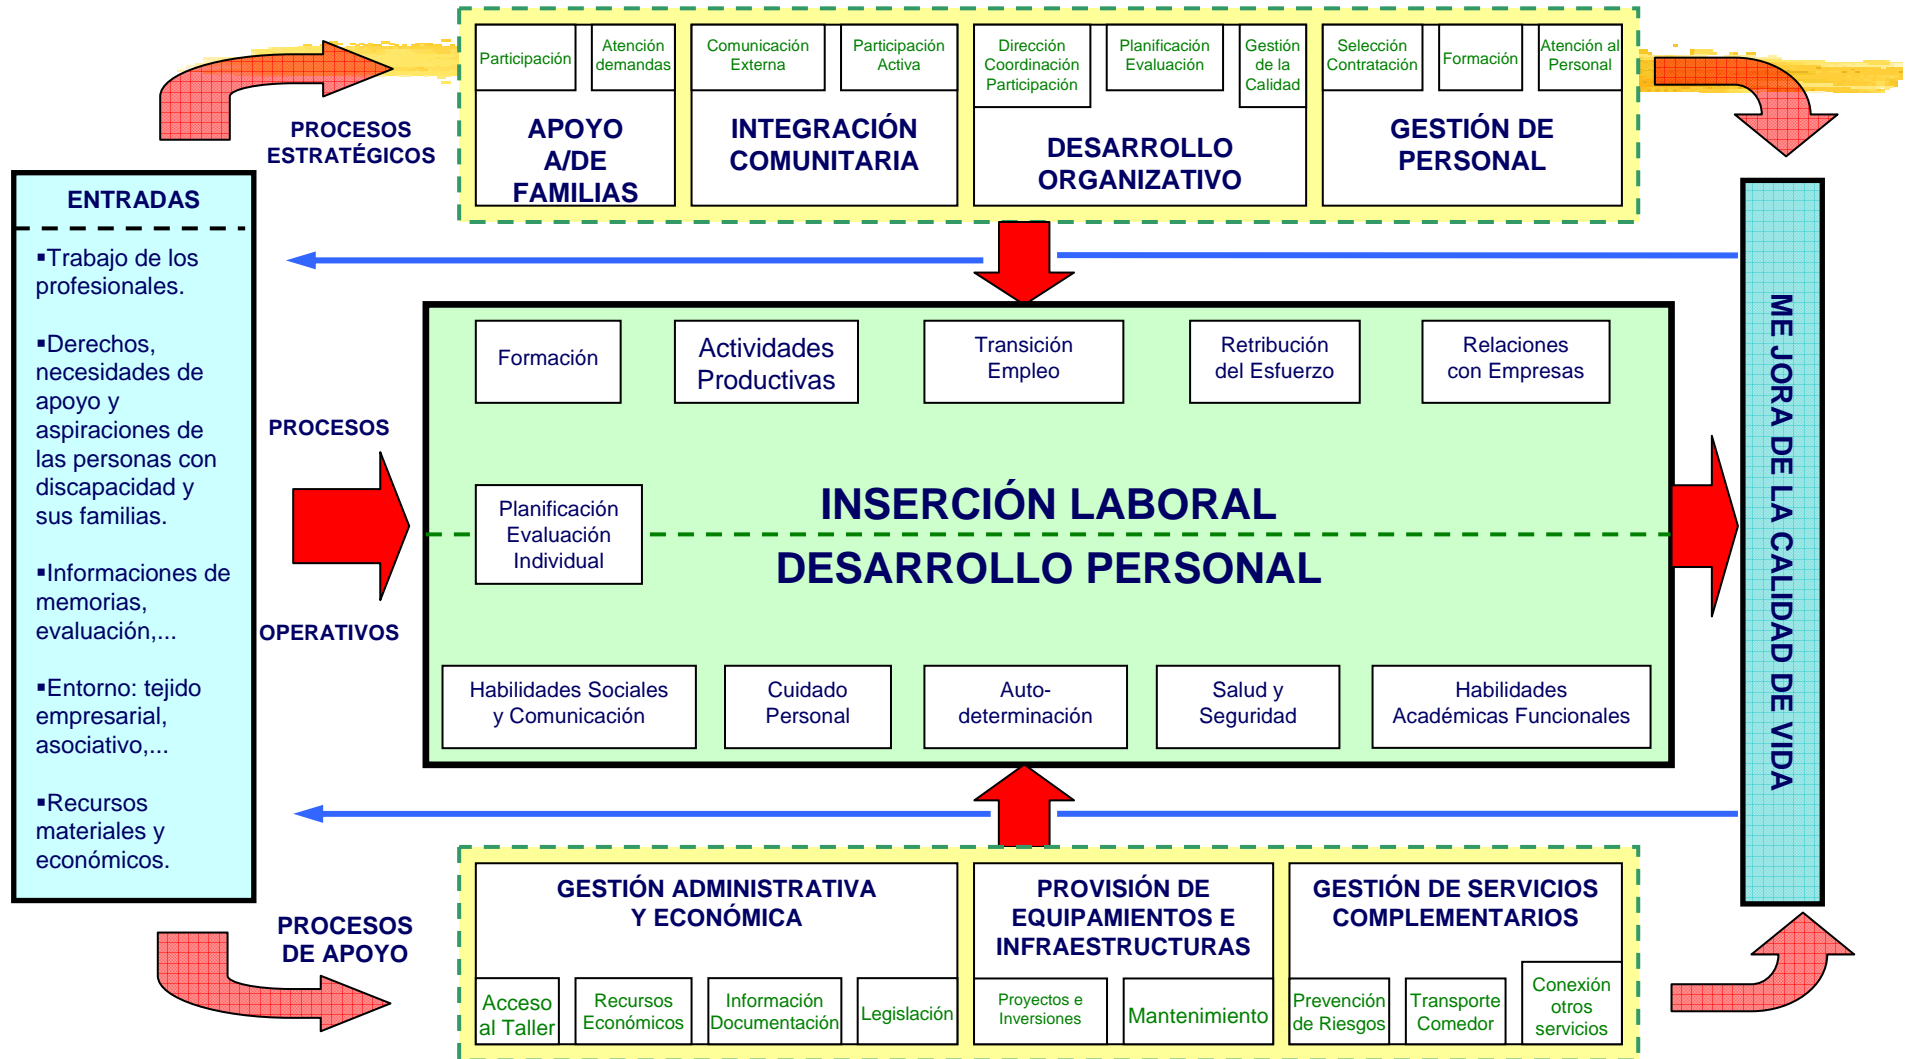 Participación
Atención
demandas
Comunicación
Externa
Participación
Activa
Dirección
Coordinación
Participación
Planificación
Evaluación
Gestión
de la
Calidad
Selección
Contratación
Formación
Atención al
Personal
PROCESOS
ESTRATÉGICOS
APOYO
A/DE
FAMILIAS
INTEGRACIÓN
COMUNITARIA
DESARROLLO
ORGANIZATIVO
GESTIÓN DE
PERSONAL
ENTRADAS
▪Trabajo de los
profesionales.
▪Derechos,
necesidades de
apoyo y
aspiraciones de
las personas con
discapacidad y
sus familias.
▪Informaciones de
memorias,
evaluación,...
▪Entorno: tejido
empresarial,
asociativo,...
▪Recursos
materiales y
económicos.
PROCESOS
OPERATIVOS
Formación
Actividades
Productivas
Transición
Empleo
Retribución
del Esfuerzo
Relaciones
con Empresas
Planificación
Evaluación
Individual
INSERCIÓN LABORAL
DESARROLLO PERSONAL
Habilidades Sociales
y Comunicación
Cuidado
Personal
Auto-
determinación
Salud y
Seguridad
Habilidades
Académicas Funcionales
ME JORA DE LA CALIDAD DE VIDA
PROCESOS
DE APOYO
GESTIÓN ADMINISTRATIVA
Y ECONÓMICA
PROVISIÓN DE
EQUIPAMIENTOS E
INFRAESTRUCTURAS
GESTIÓN DE SERVICIOS
COMPLEMENTARIOS
Acceso
al Taller
Recursos
Económicos
Información
Documentación
Legislación
Proyectos e
Inversiones
Mantenimiento
Prevención
de Riesgos
Transporte
Comedor
Conexión
otros
servicios